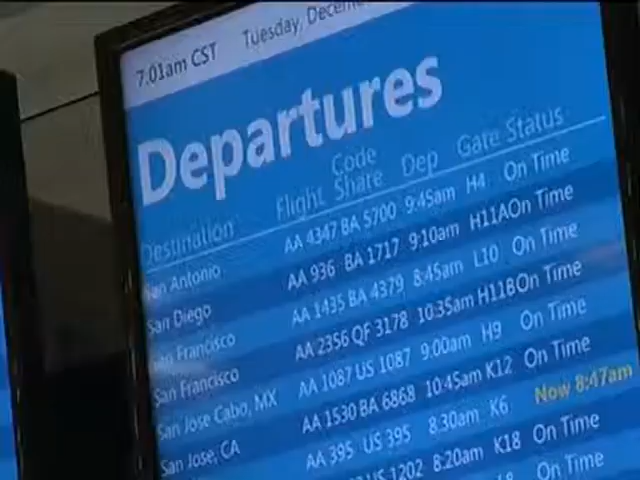 7:01am CST Tuesday,
Departures
Destination Flight Code Share Dep Gate Status
San Antonio AA 4347 BA 5700 9:45am H4 On Time
San Diego AA 936 BA 1717 9:10am H11A On Time
San Francisco AA 1435 BA 4379 8:45am L10 On Time
San Francisco AA 2356 QF 3178 10:35am H11B On Time
San Jose Cabo, MX AA 1087 US 1087 9:00am H9 On Time
San Jose, CA AA 1530 BA 6868 10:45am K12 On Time
AA 395 US 395 8:30am K6 Now 8:47am
US 1202 8:20am K18 On Time
On Time